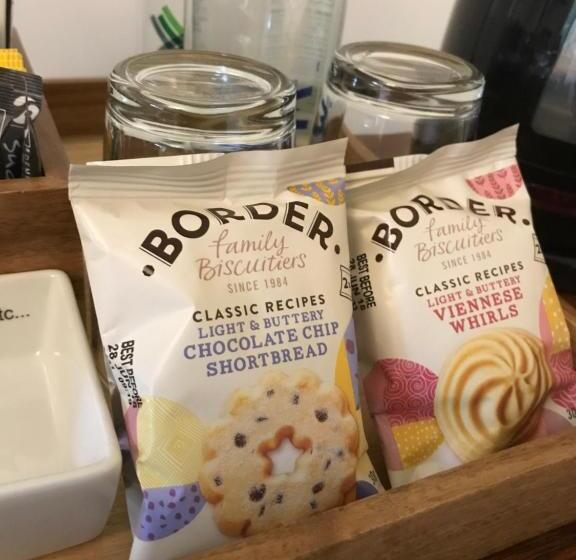 ·BORDER·
family
Biscuitiers
SINCE 1984
CLASSIC RECIPES
LIGHT & BUTTERY
CHOCOLATE CHIP
SHORTBREAD
BEST BEFORE
·BORDER·
family
Biscuitiers
SINCE 1984
CLASSIC RECIPES
LIGHT & BUTTERY
VIENNESE
WHIRLS
BEST BEFORE
tc...